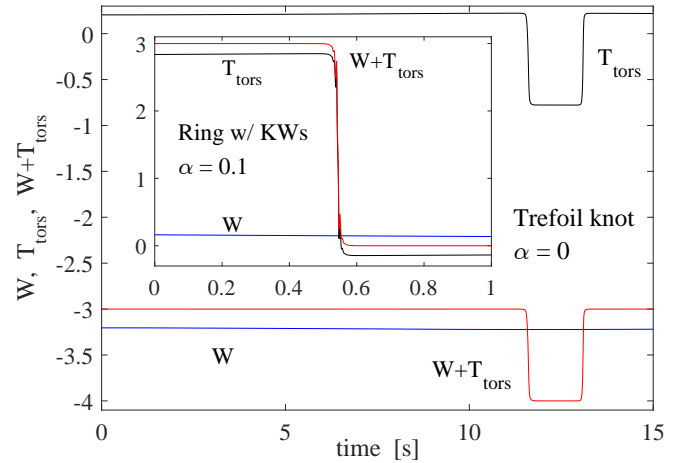 W, T_tors, W+T_tors
0
-0.5
-1
-1.5
-2
-2.5
-3
-3.5
-4
0 5 10 15
time [s]
T_tors
Trefoil knot
α = 0
W
W+T_tors
3
2
1
0
0 0.2 0.4 0.6 0.8 1
T_tors
W+T_tors
Ring w/ KWs
α = 0.1
W